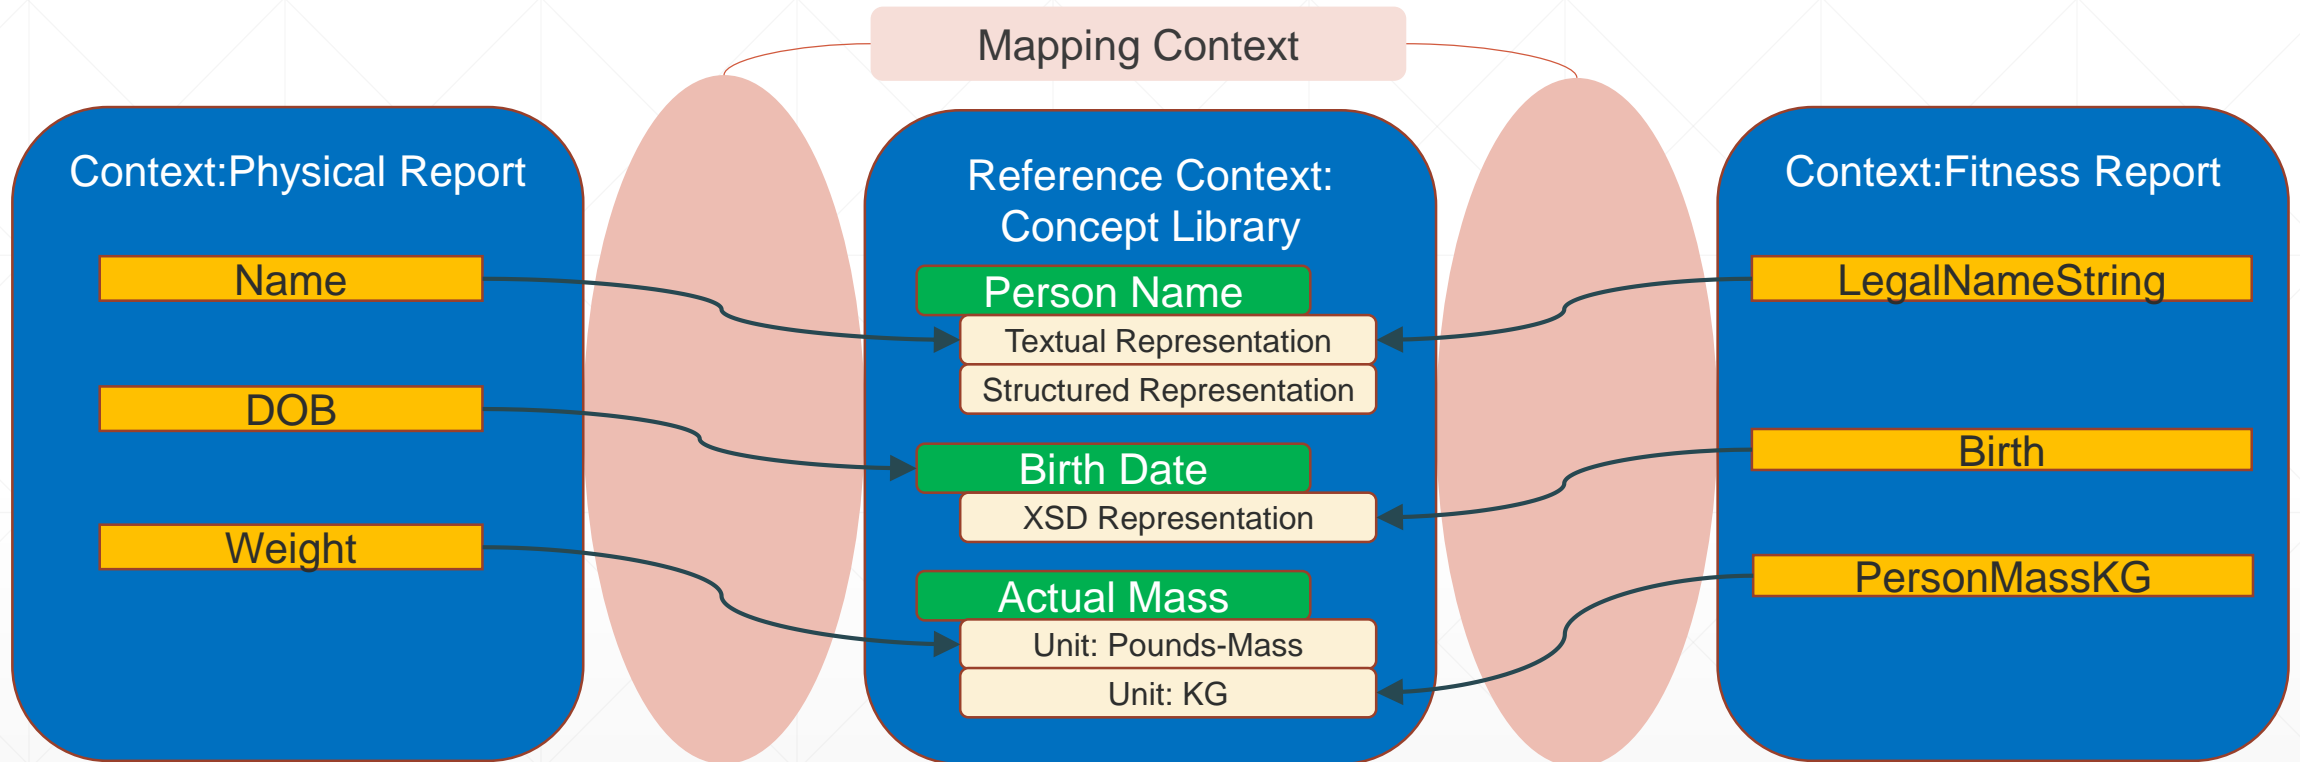 Mapping Context
Context:Physical Report
Name
DOB
Weight
Reference Context:
Concept Library
Person Name
Textual Representation
Structured Representation
Birth Date
XSD Representation
Actual Mass
Unit: Pounds-Mass
Unit: KG
Context:Fitness Report
LegalNameString
Birth
PersonMassKG